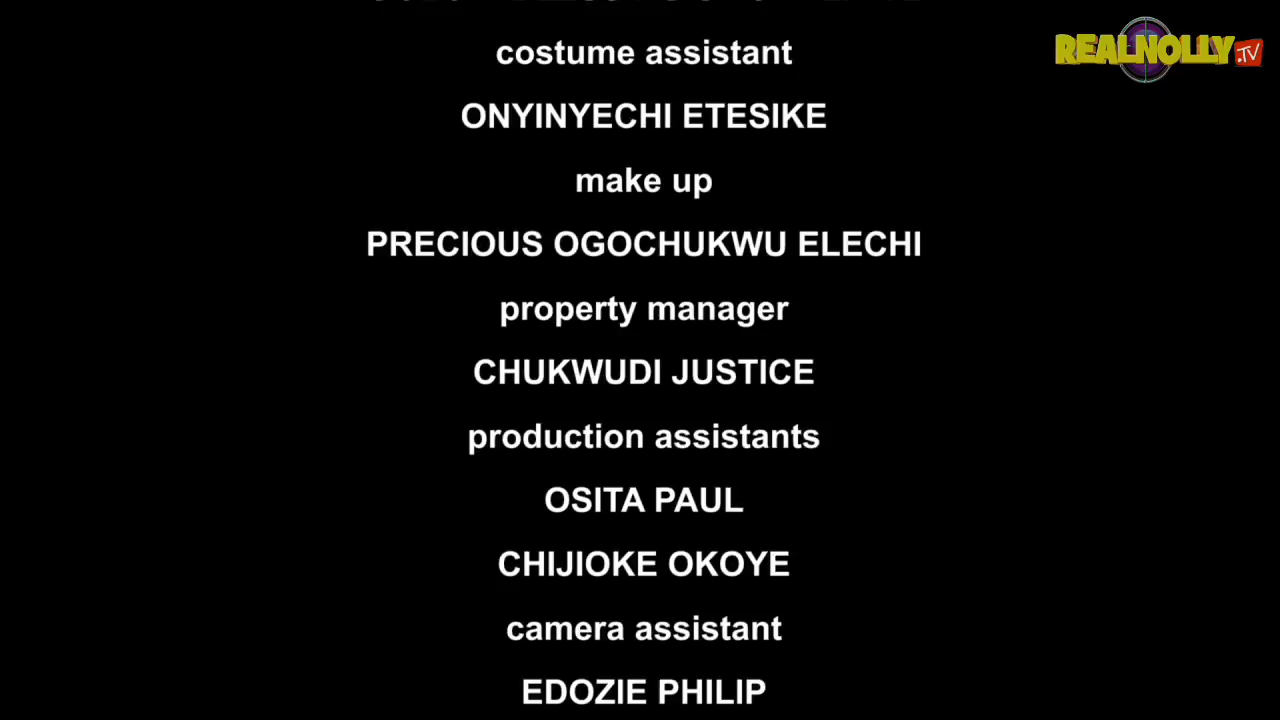 REALNOLLY.TV
costume assistant
ONYINYECHI ETESIKE
make up
PRECIOUS OGOCHUKWU ELECHI
property manager
CHUKWUDI JUSTICE
production assistants
OSITA PAUL
CHIJIOKE OKOYE
camera assistant
EDOZIE PHILIP